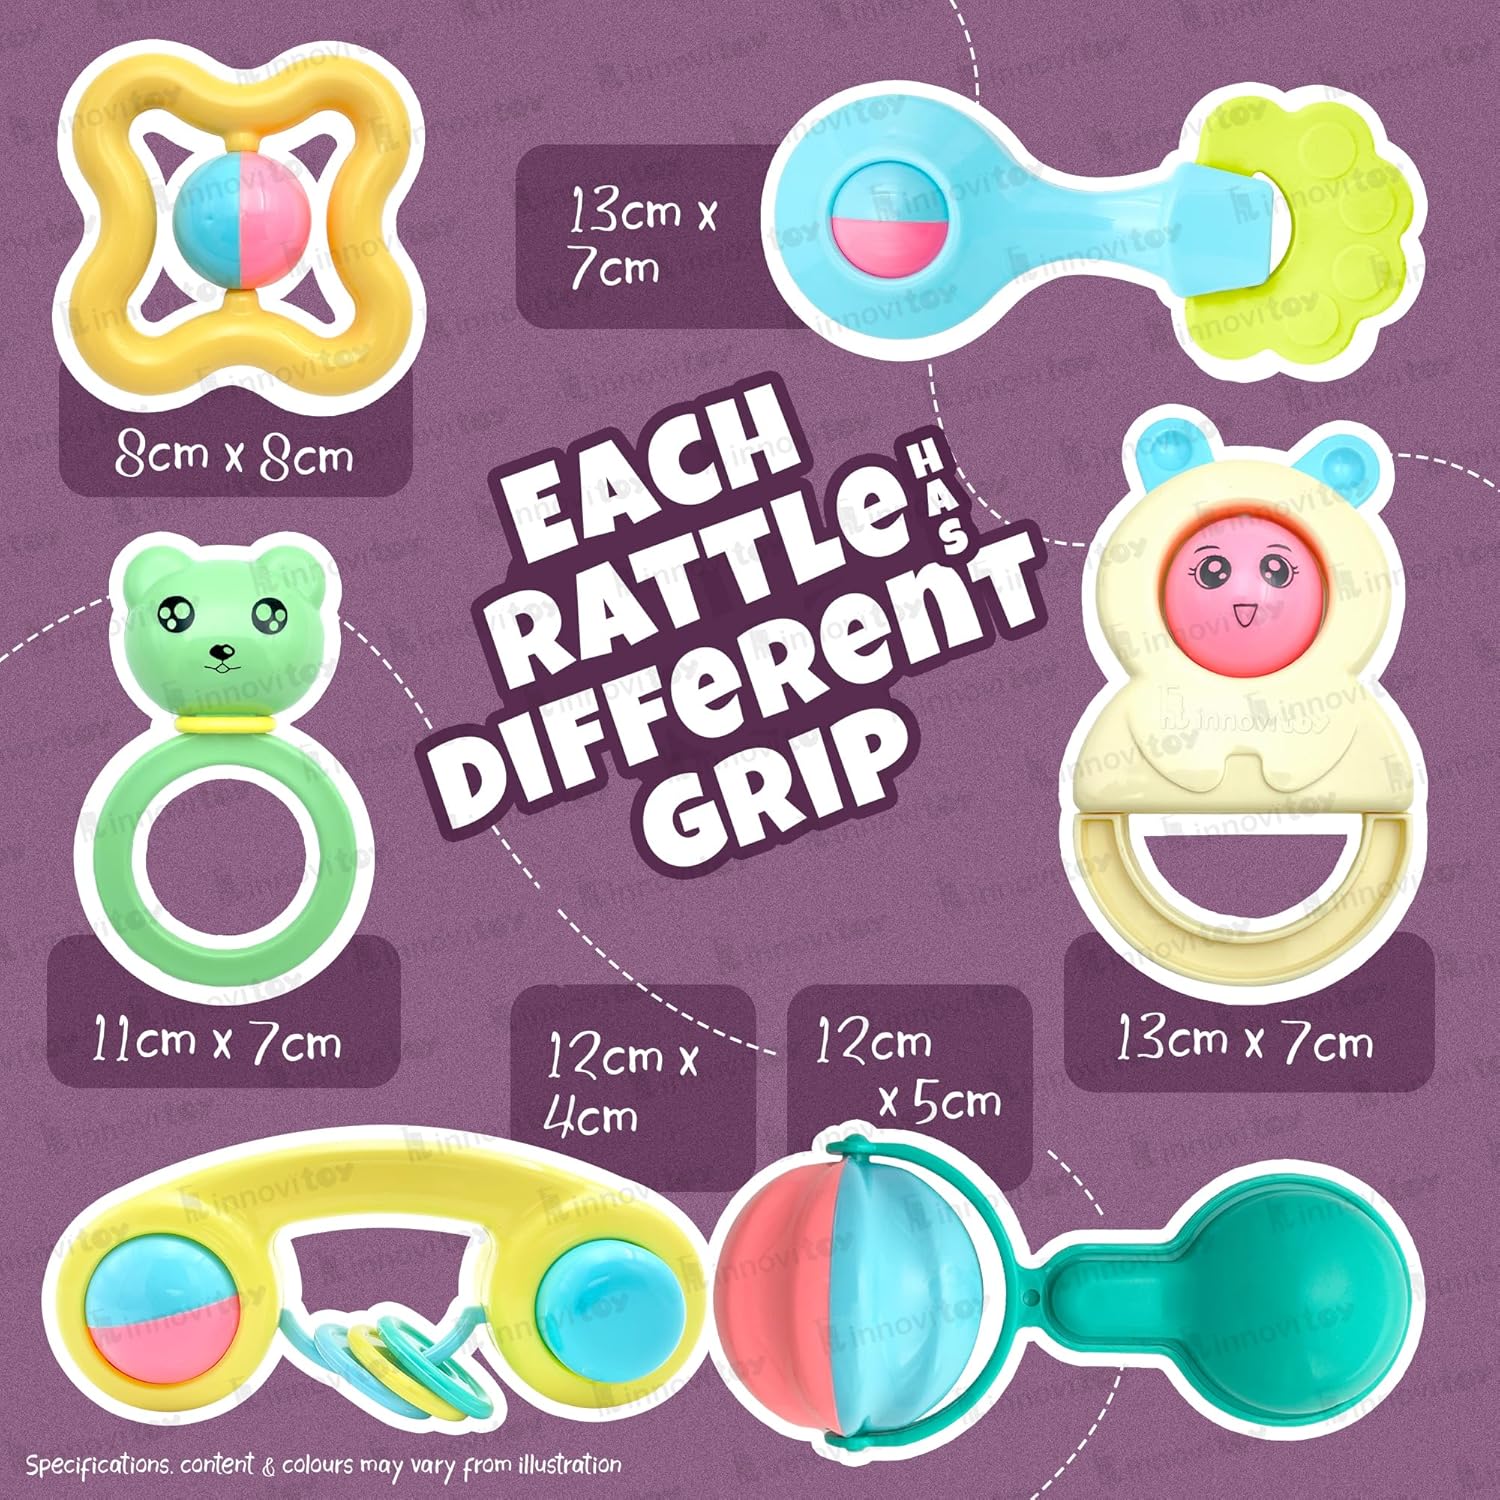 13cm x
7cm
8cm x 8cm
EACH
RATTLE
HAS
DIFFERENT
GRIP
11cm x 7cm
12cm x
4cm
12cm
x 5cm
13cm x 7cm
innovitoy
Specifications. content & colours may vary from illustration